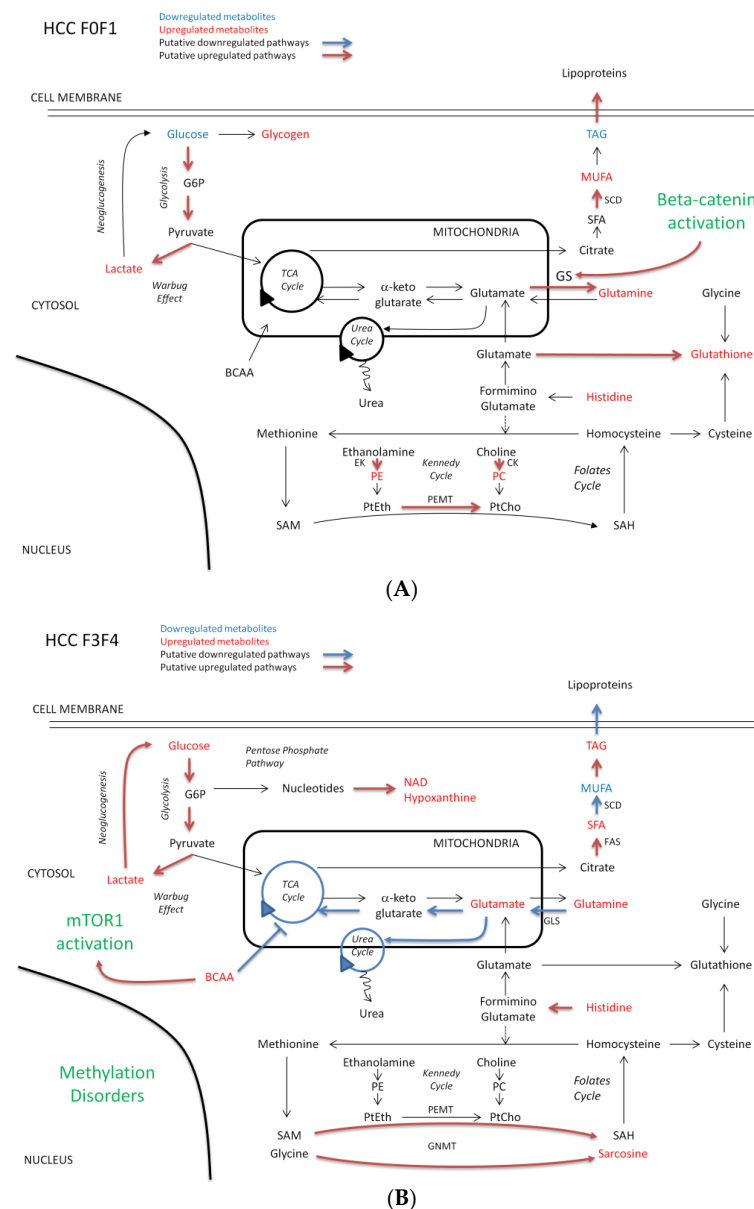 HCC F0F1
Dowregulated metabolites
Upregulated metabolites
Putative downregulated pathways
Putative upregulated pathways
Lipoproteins
CELL MEMBRANE
Glucose
Glycogen
TAG
Neoglucogenesis
Glycolysis
G6P
MUFA
SCD
SFA
Beta-catenin
activation
Pyruvate
MITOCHONDRIA
Citrate
Lactate
Warbug
Effect
TCA
Cycle
α-keto
glutarate
Glutamate
GS
Glutamine
Glycine
CYTOSOL
Urea
Cycle
BCAA
Glutamate
Glutathione
Urea
Formimino
Glutamate
Histidine
Methionine
Homocysteine
Cysteine
Ethanolamine
EK
PE
Kennedy
Cycle
Choline
CK
PC
Folates
Cycle
PtEth
PEMT
PtCho
SAM
SAH
NUCLEUS
(A)
HCC F3F4
Dowregulated metabolites
Upregulated metabolites
Putative downregulated pathways
Putative upregulated pathways
Lipoproteins
CELL MEMBRANE
Glucose
Pentose Phosphate
Pathway
TAG
Neoglucogenesis
Glycolysis
G6P
Nucleotides
NAD
Hypoxanthine
MUFA
SCD
SFA
Pyruvate
MITOCHONDRIA
FAS
Citrate
CYTOSOL
Lactate
Warbug
Effect
TCA
Cycle
α-keto
glutarate
Glutamate
GLS
Glutamine
Glycine
mTOR1
activation
Urea
Cycle
BCAA
Glutamate
Glutathione
Urea
Formimino
Glutamate
Histidine
Methionine
Homocysteine
Cysteine
Methylation
Disorders
Ethanolamine
PE
Kennedy
Cycle
Choline
PC
Folates
Cycle
PtEth
PEMT
PtCho
SAM
SAH
Glycine
GNMT
Sarcosine
NUCLEUS
(B)